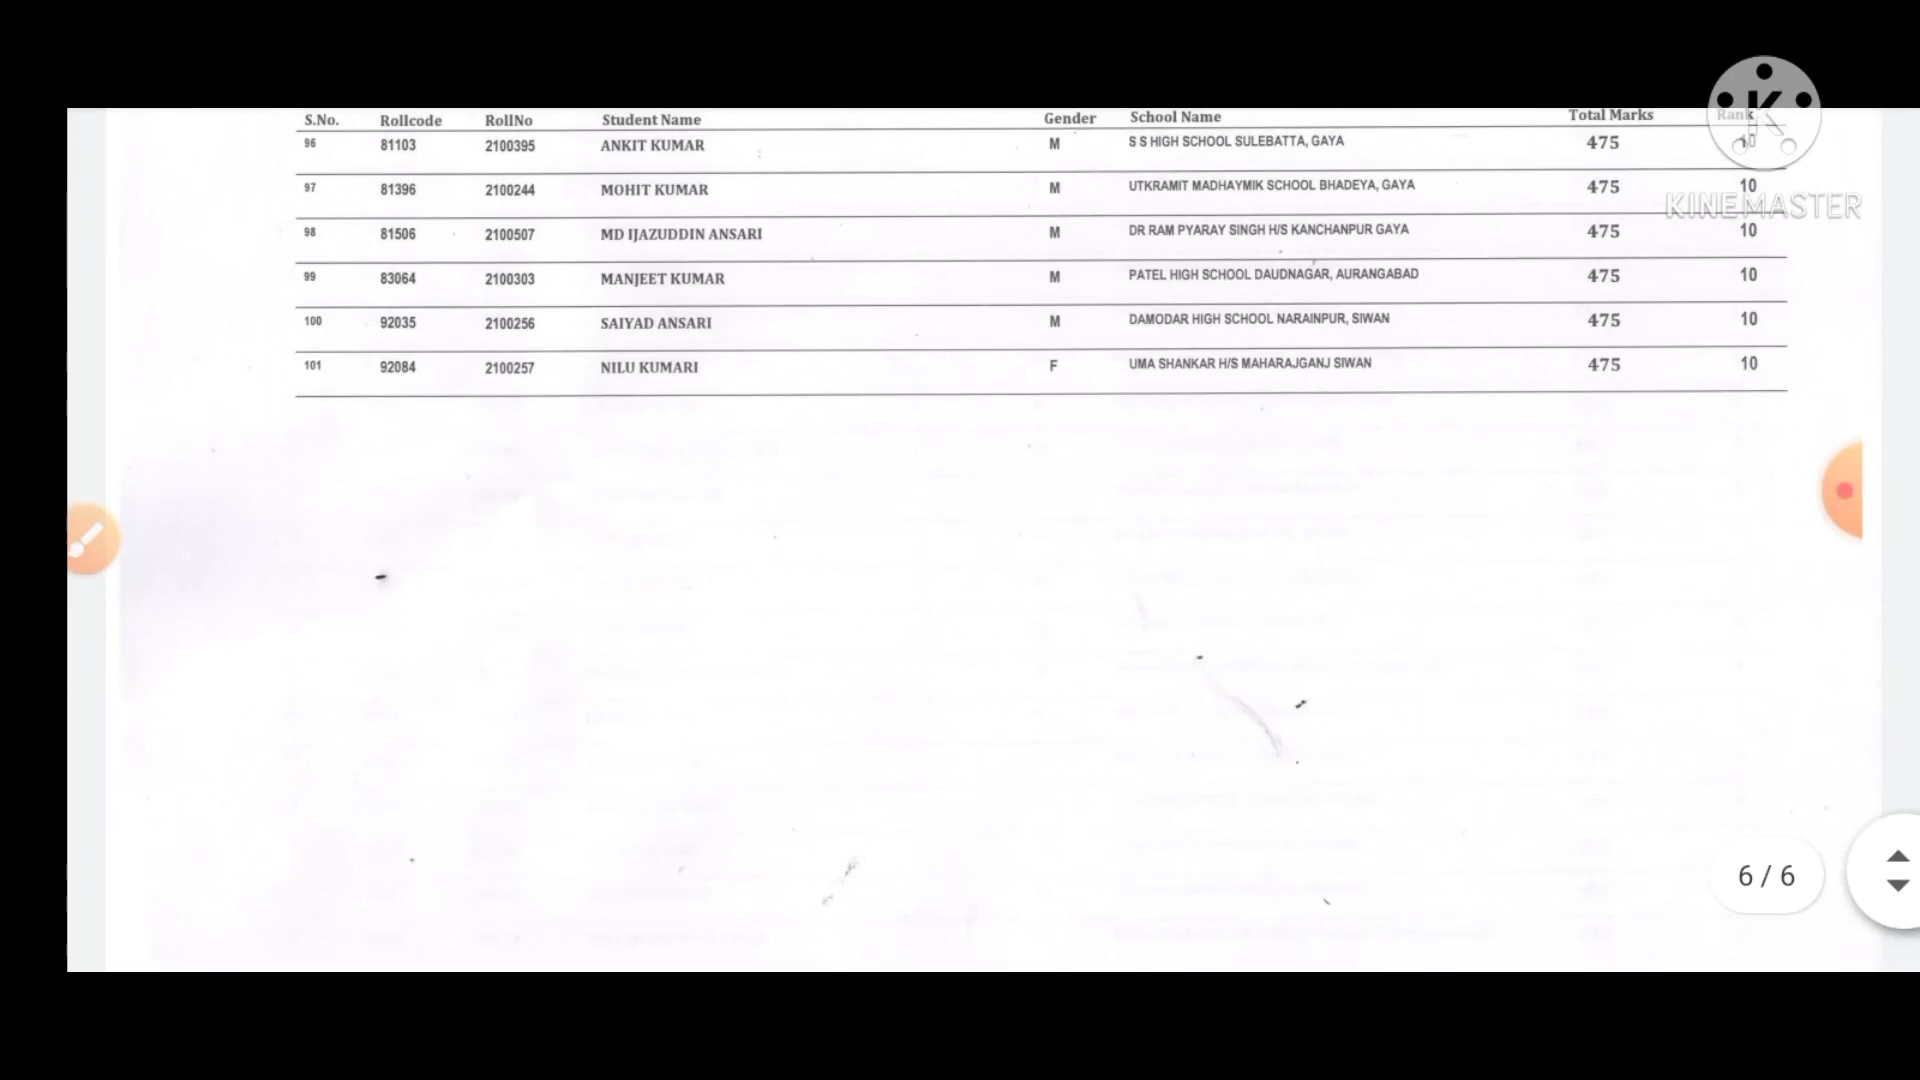 S.No. Rollcode RollNo Student Name Gender School Name Total Marks Rank
96 81103 2100395 ANKIT KUMAR M S S HIGH SCHOOL SULEBATTA, GAYA 475 10
97 81396 2100244 MOHIT KUMAR M UTKRAMIT MADHAYMIK SCHOOL BHADEYA, GAYA 475 10
KINEMASTER
98 81506 2100507 MD IJAZUDDIN ANSARI M DR RAM PYARAY SINGH H/S KANCHANPUR GAYA 475 10
99 83064 2100303 MANJEET KUMAR M PATEL HIGH SCHOOL DAUDNAGAR, AURANGABAD 475 10
100 92035 2100256 SAIYAD ANSARI M DAMODAR HIGH SCHOOL NARAINPUR, SIWAN 475 10
101 92084 2100257 NILU KUMARI F UMA SHANKAR H/S MAHARAJGANJ SIWAN 475 10
6 / 6